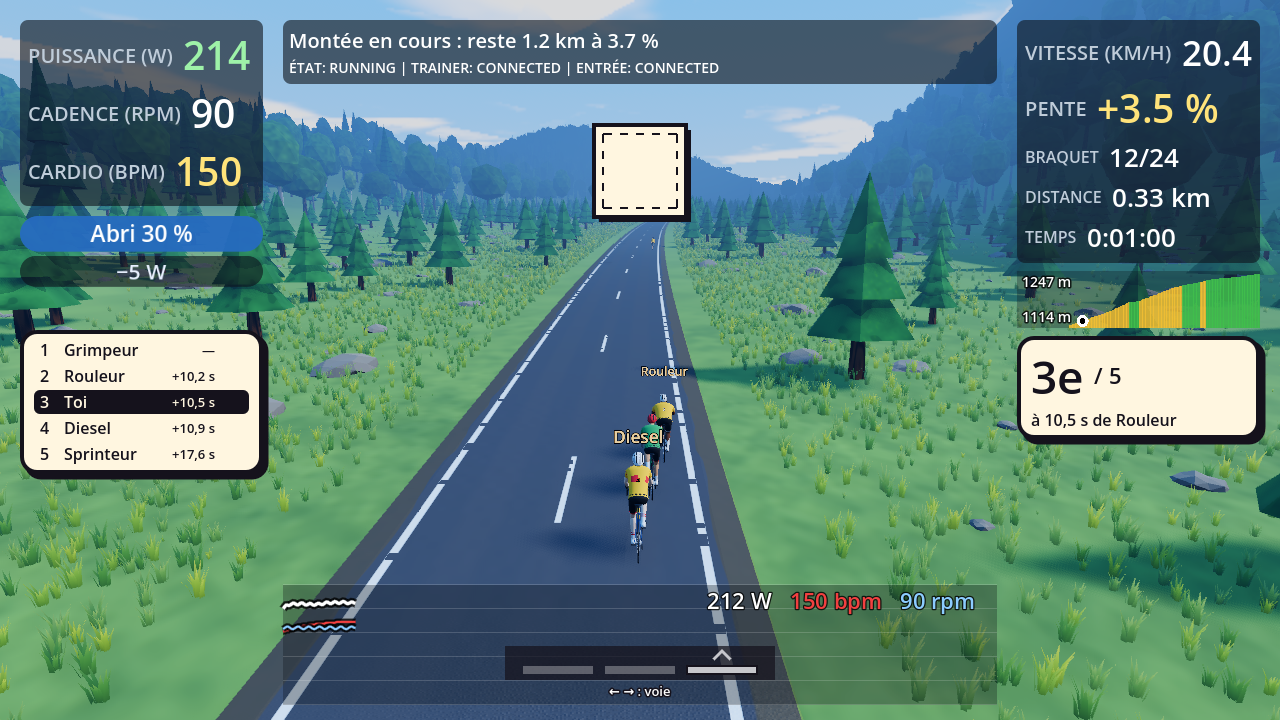 PUISSANCE (W) 214
CADENCE (RPM) 90
CARDIO (BPM) 150
Abri 30 %
−5 W
1 Grimpeur —
2 Rouleur +10,2 s
3 Toi +10,5 s
4 Diesel +10,9 s
5 Sprinteur +17,6 s
Montée en cours : reste 1.2 km à 3.7 %
ÉTAT: RUNNING | TRAINER: CONNECTED | ENTRÉE: CONNECTED
Rouleur
Diesel
212 W 150 bpm 90 rpm
← → : voie
VITESSE (KM/H) 20.4
PENTE +3.5 %
BRAQUET 12/24
DISTANCE 0.33 km
TEMPS 0:01:00
1247 m
1114 m
3e / 5
à 10,5 s de Rouleur